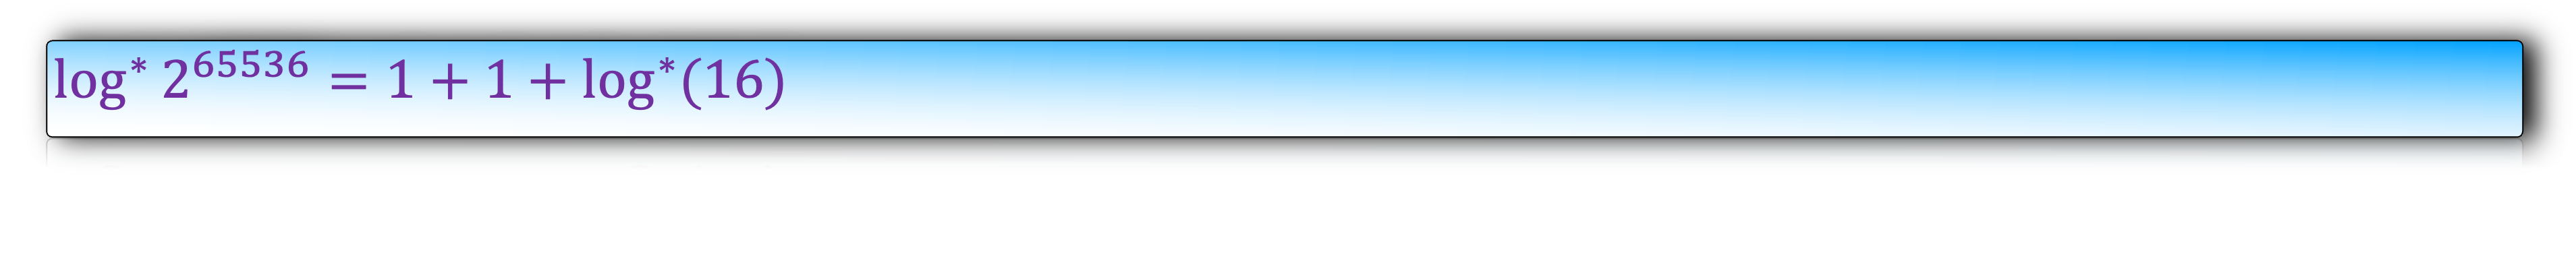 log* 2^65536 = 1 + 1 + log*(16)